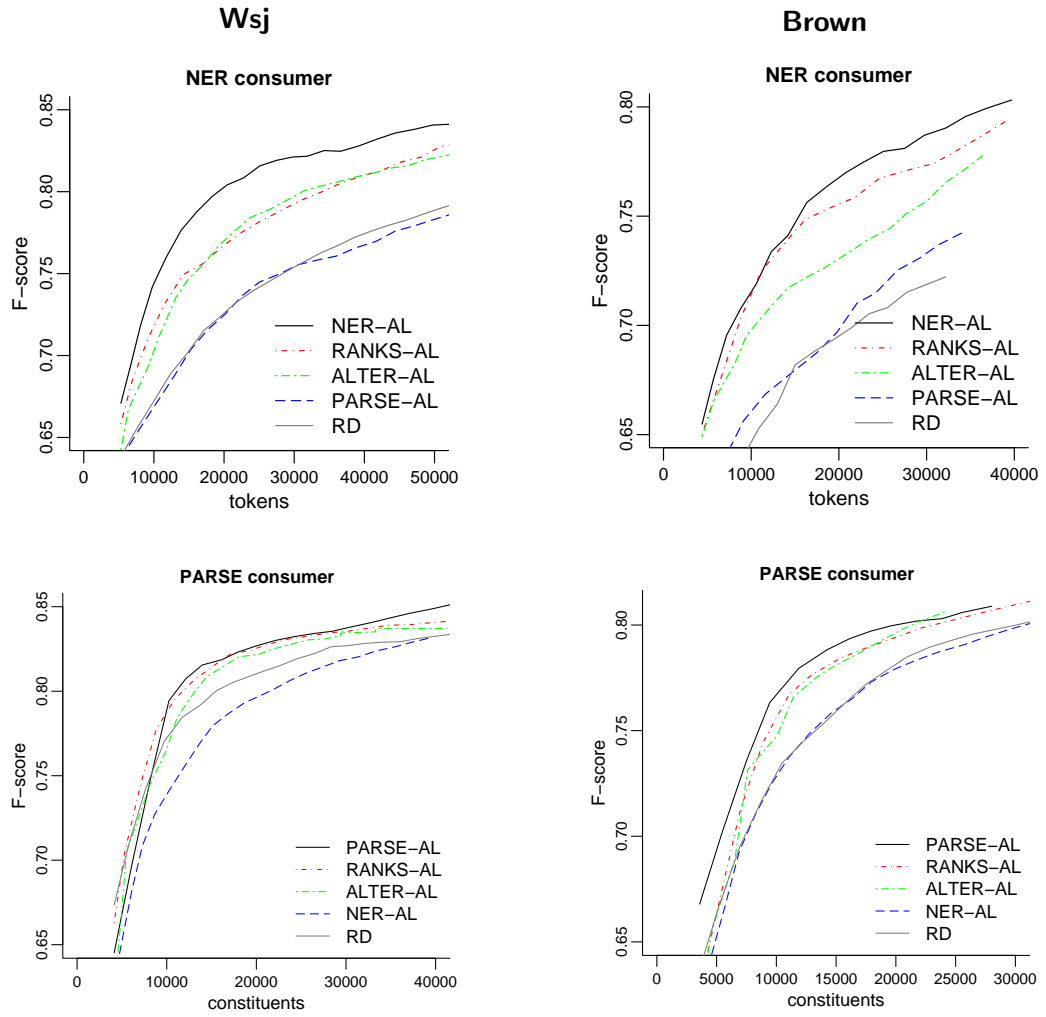 Wsj
Brown
NER consumer
F-score
0.85
0.80
0.75
0.70
0.65
NER−AL
RANKS−AL
ALTER−AL
PARSE−AL
RD
0 10000 20000 30000 40000 50000
tokens
NER consumer
F-score
0.80
0.75
0.70
0.65
NER−AL
RANKS−AL
ALTER−AL
PARSE−AL
RD
0 10000 20000 30000 40000
tokens
PARSE consumer
F-score
0.85
0.80
0.75
0.70
0.65
PARSE−AL
RANKS−AL
ALTER−AL
NER−AL
RD
0 10000 20000 30000 40000
constituents
PARSE consumer
F-score
0.80
0.75
0.70
0.65
PARSE−AL
RANKS−AL
ALTER−AL
NER−AL
RD
0 5000 10000 15000 20000 25000 30000
constituents